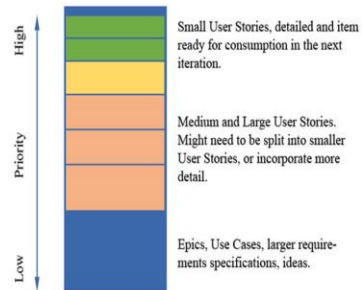 High
Small User Stories, detailed and item
ready for consumption in the next
iteration.
Priority
Medium and Large User Stories.
Might need to be split into smaller
User Stories, or incorporate more
detail.
Low
Epics, Use Cases, larger require-
ments specifications, ideas.